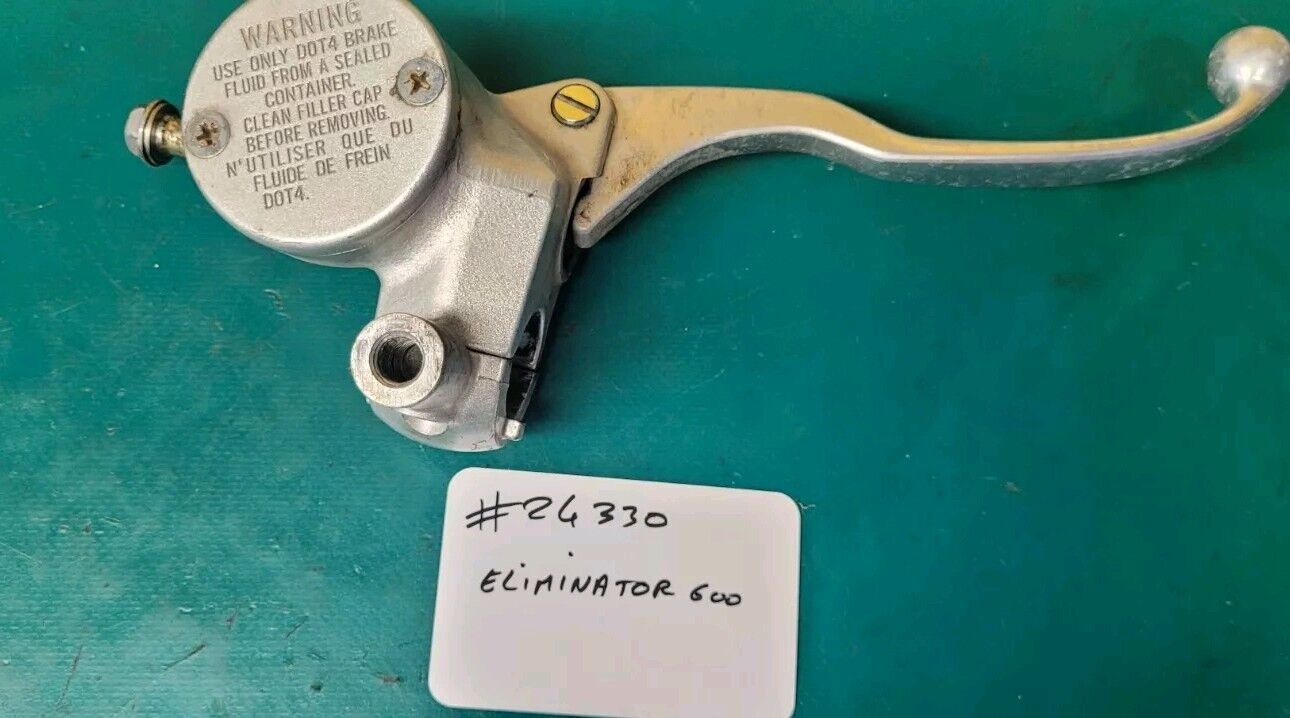 WARNING
USE ONLY DOT4 BRAKE
FLUID FROM A SEALED
CONTAINER.
CLEAN FILLER CAP
BEFORE REMOVING.
N'UTILISER QUE DU
FLUIDE DE FREIN
DOT4.
#24330
ELIMINATOR 600